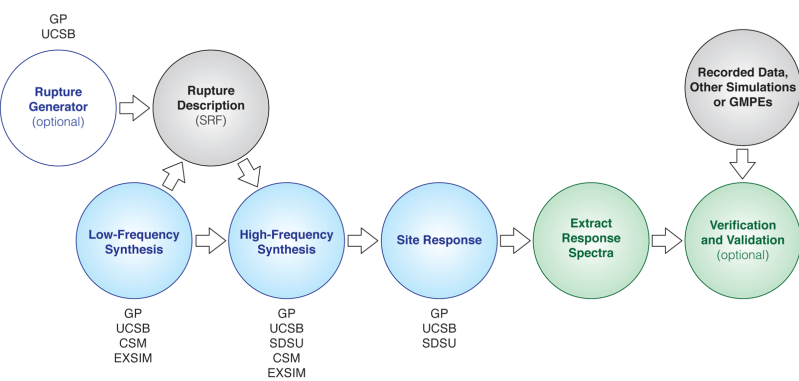 GP
UCSB
Rupture
Generator
(optional)
Rupture
Description
(SRF)
Recorded Data,
Other Simulations
or GMPEs
Low-Frequency
Synthesis
High-Frequency
Synthesis
Site Response
Extract
Response
Spectra
Verification
and Validation
(optional)
GP
UCSB
CSM
EXSIM
GP
UCSB
SDSU
CSM
EXSIM
GP
UCSB
SDSU